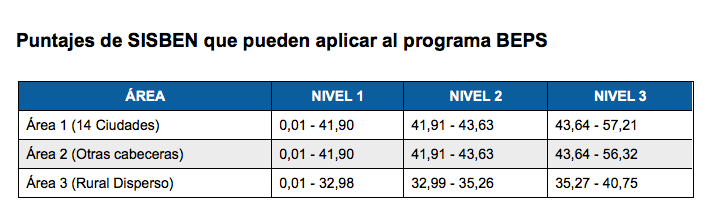 Puntajes de SISBEN que pueden aplicar al programa BEPS
ÁREA NIVEL 1 NIVEL 2 NIVEL 3
Área 1 (14 Ciudades) 0,01 - 41,90 41,91 - 43,63 43,64 - 57,21
Área 2 (Otras cabeceras) 0,01 - 41,90 41,91 - 43,63 43,64 - 56,32
Área 3 (Rural Disperso) 0,01 - 32,98 32,99 - 35,26 35,27 - 40,75